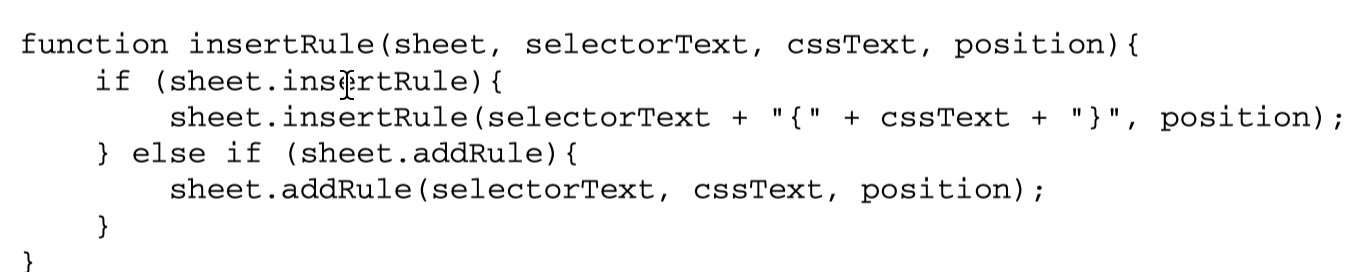 function insertRule(sheet, selectorText, cssText, position){
    if (sheet.insertRule){
        sheet.insertRule(selectorText + "{" + cssText + "}", position);
    } else if (sheet.addRule){
        sheet.addRule(selectorText, cssText, position);
    }
}